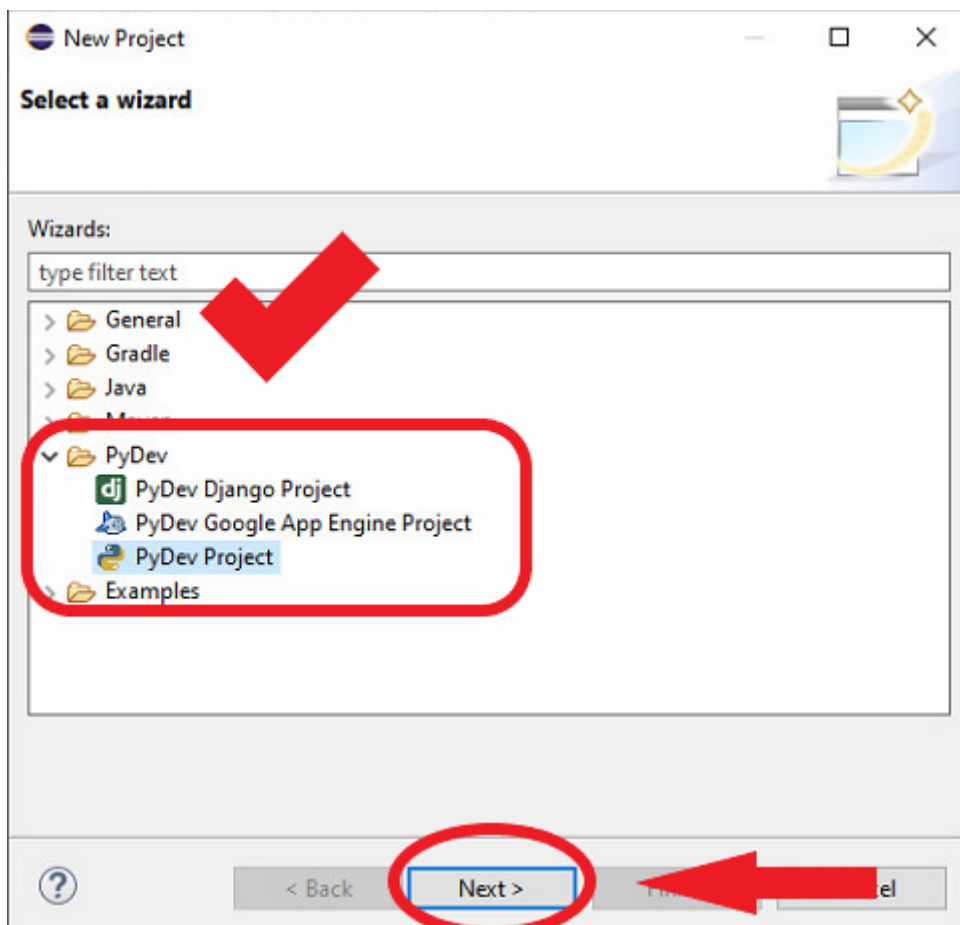 New Project
Select a wizard
Wizards:
type filter text
General
Gradle
Java
PyDev
dj PyDev Django Project
PyDev Google App Engine Project
PyDev Project
Examples
? < Back Next >